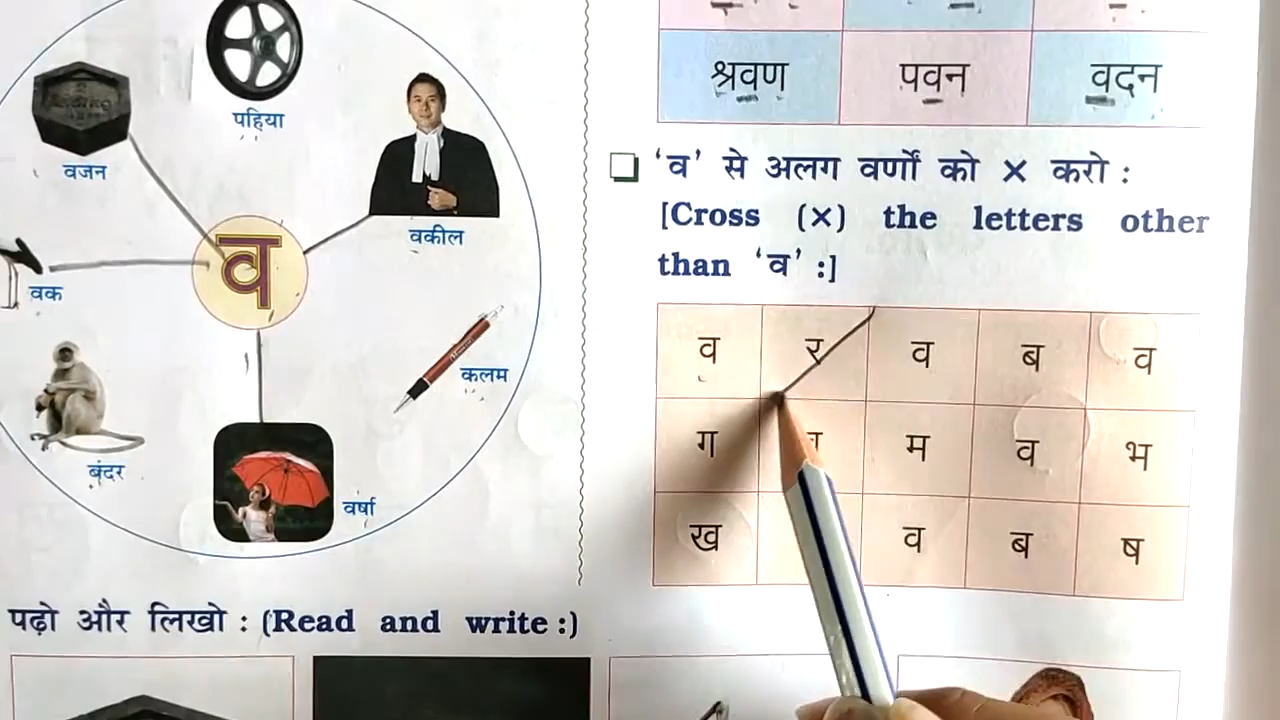 पहिया
वजन
वकील
व
वक
कलम
बंदर
वर्षा
पढ़ो और लिखो : (Read and write :)
श्रवण पवन वदन
‘व’ से अलग वर्णों को × करो :
[Cross (×) the letters other
than ‘व’ :]
व र व ब व
ग म व भ
ख व ब ष